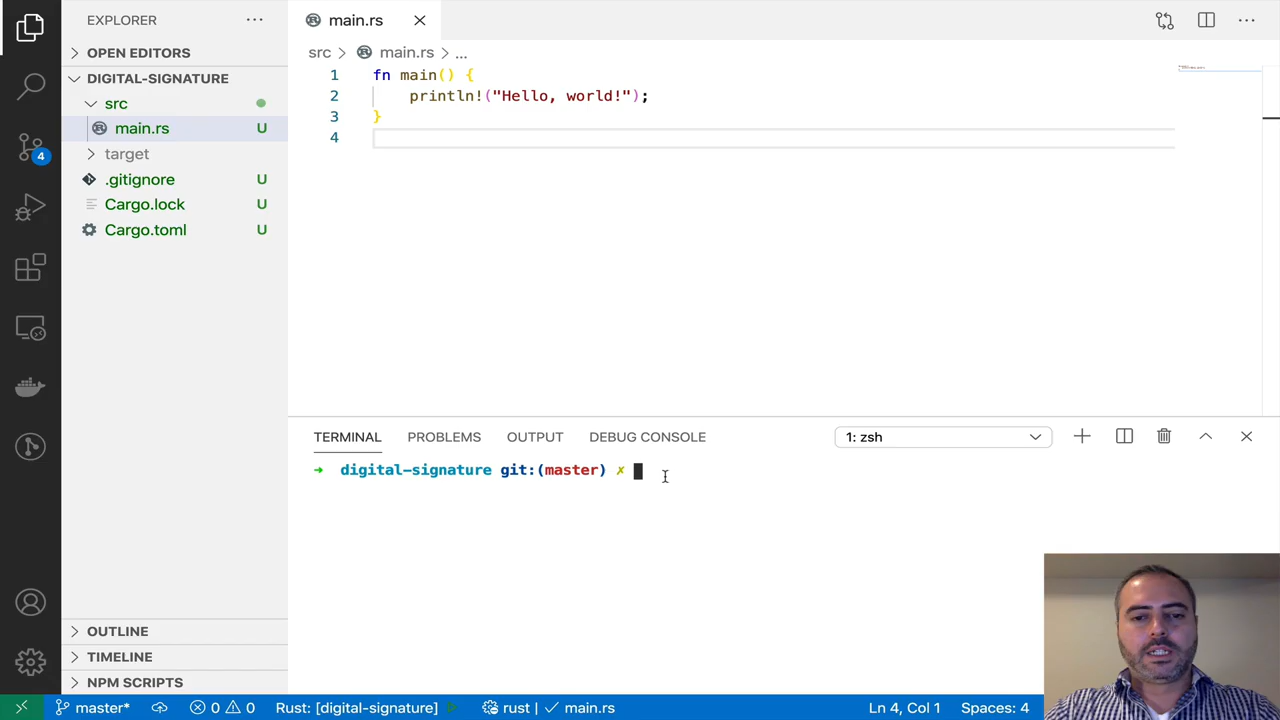 EXPLORER
OPEN EDITORS
DIGITAL-SIGNATURE
src
main.rs U
target
.gitignore U
Cargo.lock U
Cargo.toml U
OUTLINE
TIMELINE
NPM SCRIPTS
4
main.rs
src > main.rs > ...
1 fn main() {
2 println!("Hello, world!");
3 }
4
TERMINAL PROBLEMS OUTPUT DEBUG CONSOLE 1: zsh
→ digital-signature git:(master) ✗
master* 0 0 Rust: [digital-signature] rust | ✓ main.rs Ln 4, Col 1 Spaces: 4